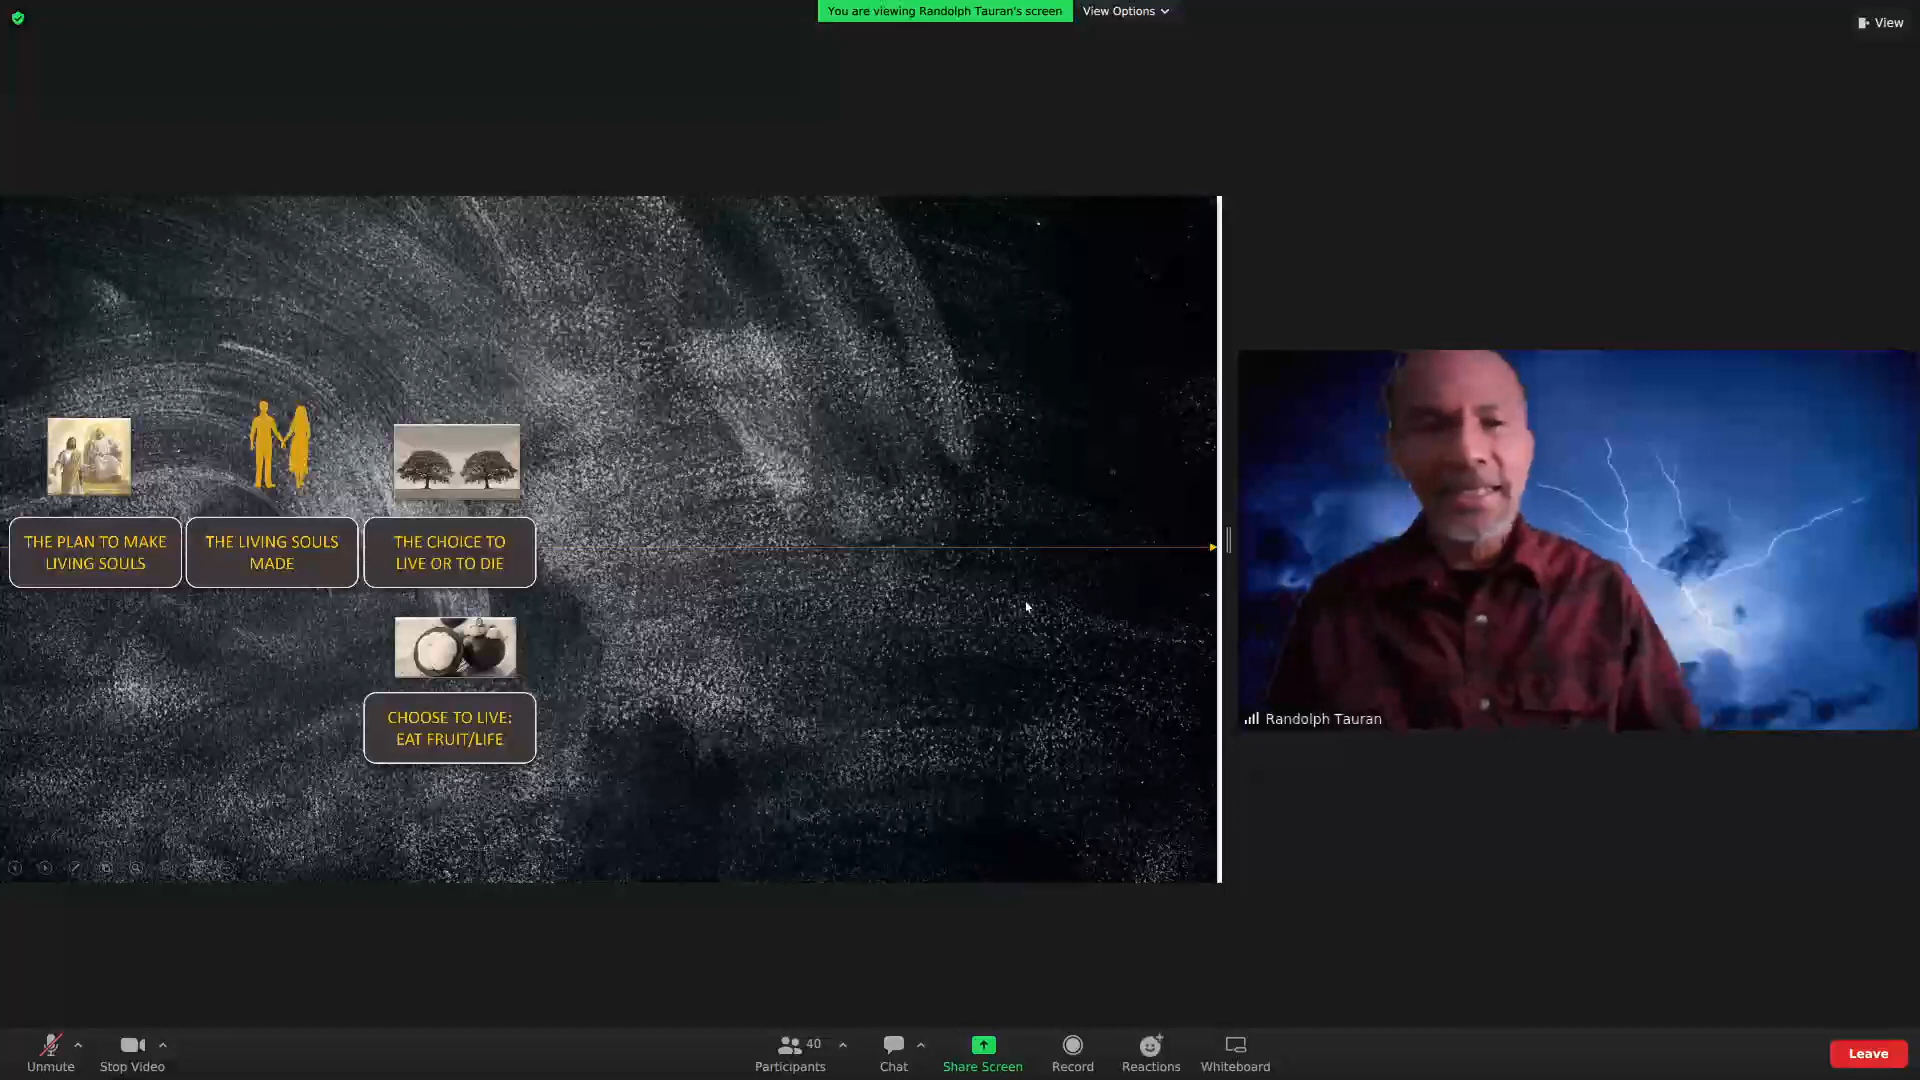 You are viewing Randolph Tauran's screen
View Options
View
THE PLAN TO MAKE
LIVING SOULS
THE LIVING SOULS
MADE
THE CHOICE TO
LIVE OR TO DIE
CHOOSE TO LIVE:
EAT FRUIT/LIFE
Randolph Tauran
Unmute
Stop Video
40
Participants
Chat
Share Screen
Record
Reactions
Whiteboard
Leave